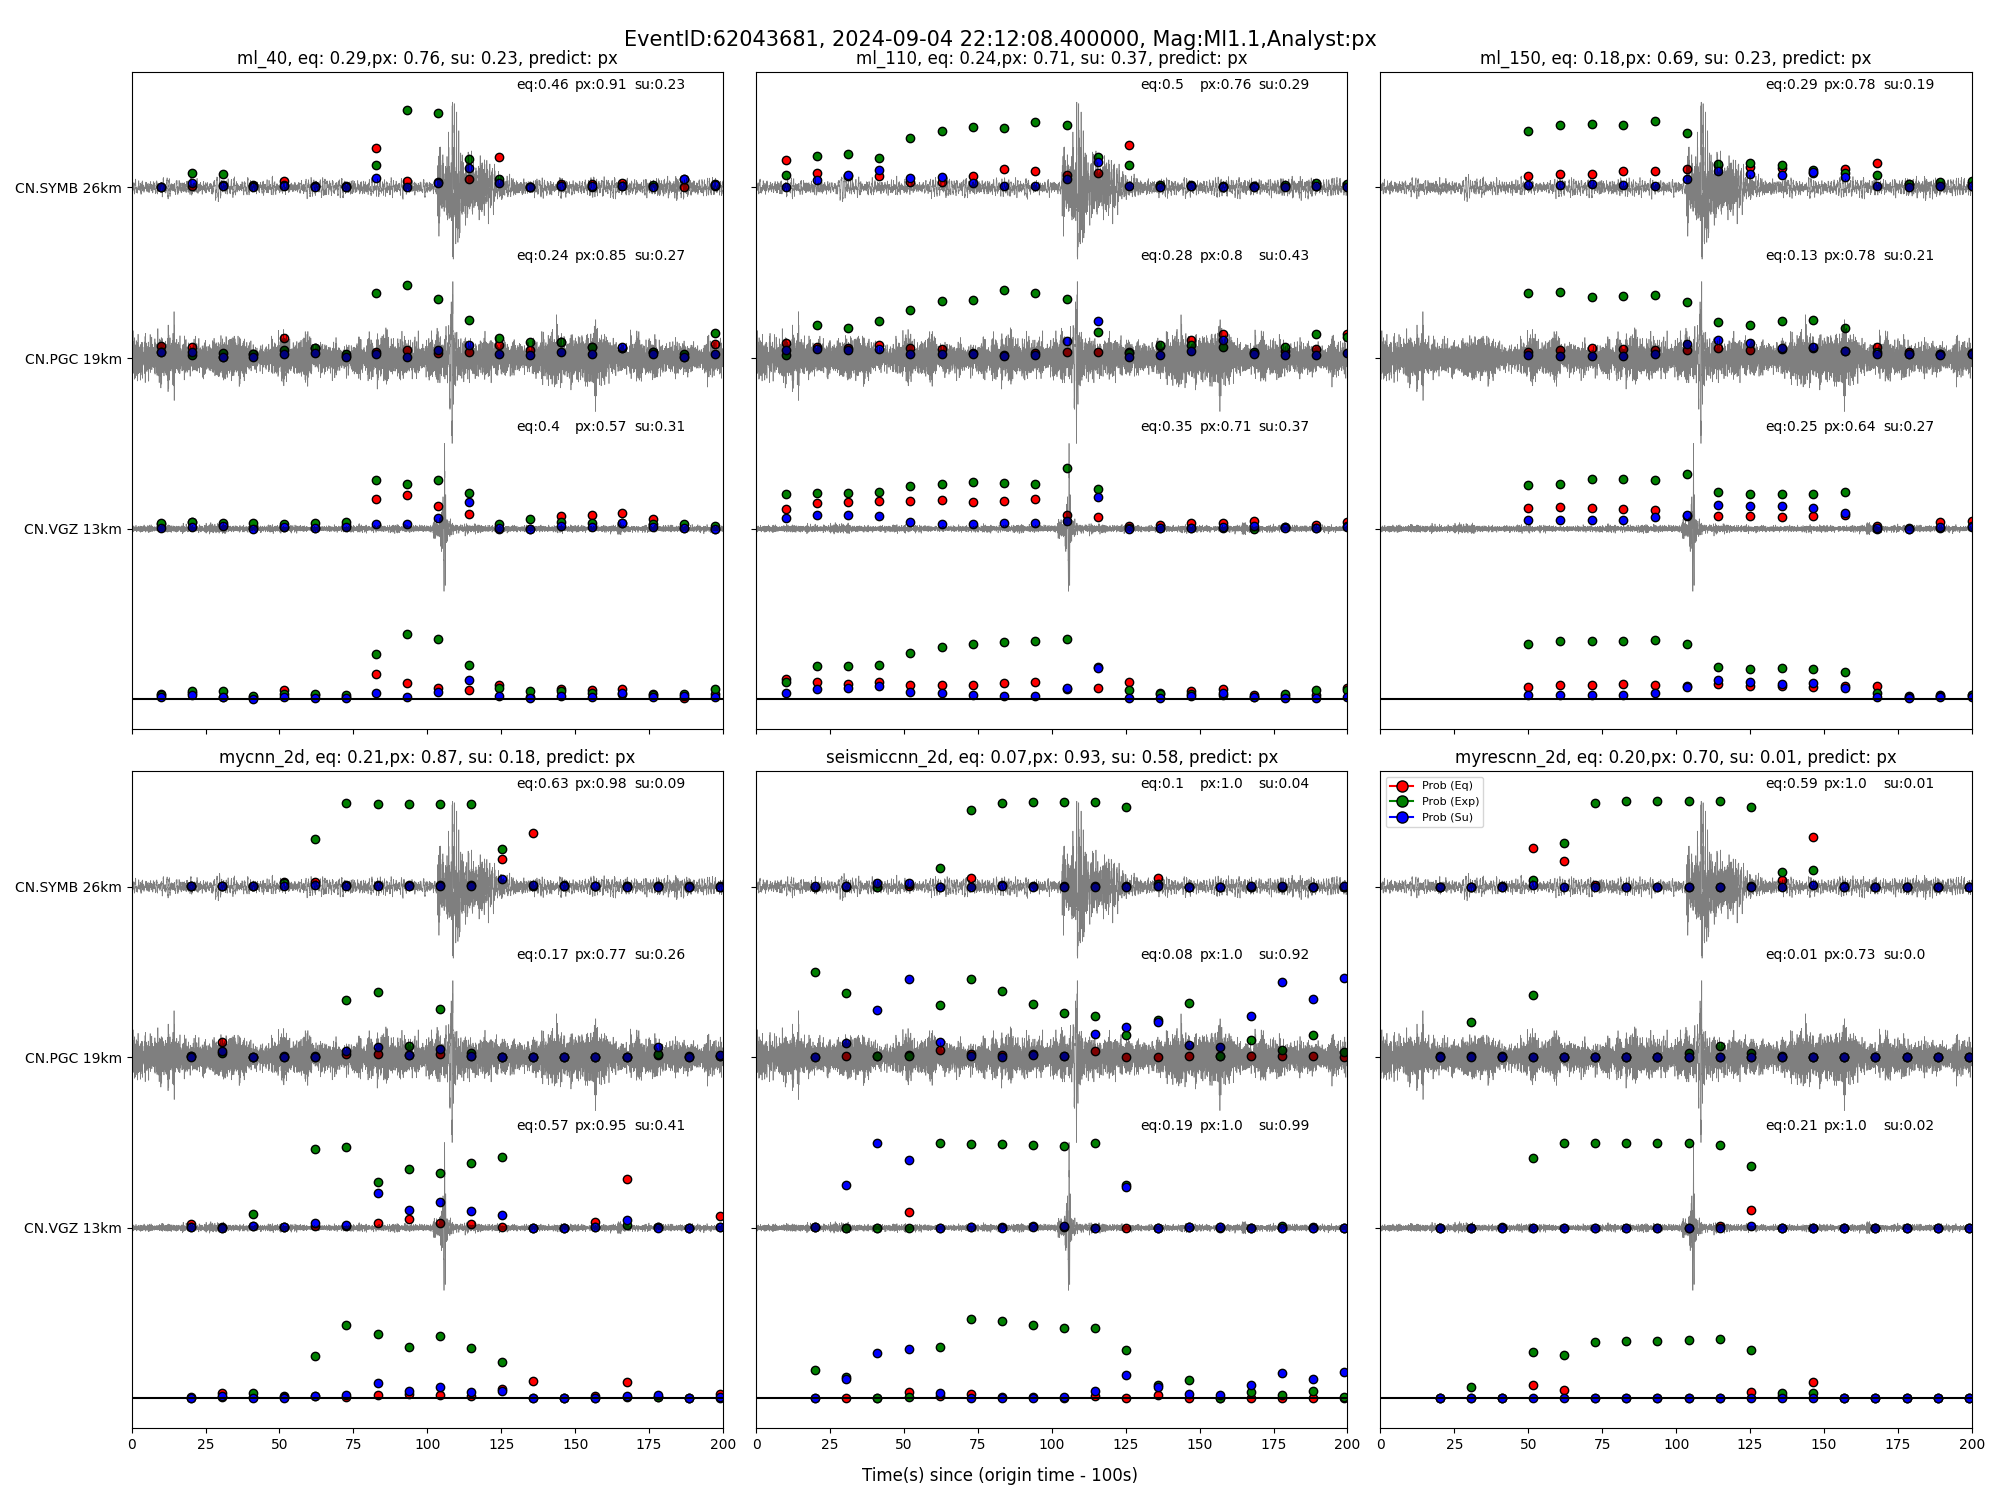 EventID:62043681, 2024-09-04 22:12:08.400000, Mag:Ml1.1,Analyst:px
ml_40, eq: 0.29,px: 0.76, su: 0.23, predict: px
eq:0.46 px:0.91 su:0.23
CN.SYMB 26km
eq:0.24 px:0.85 su:0.27
CN.PGC 19km
eq:0.4 px:0.57 su:0.31
CN.VGZ 13km
ml_110, eq: 0.24,px: 0.71, su: 0.37, predict: px
eq:0.5 px:0.76 su:0.29
eq:0.28 px:0.8 su:0.43
eq:0.35 px:0.71 su:0.37
ml_150, eq: 0.18,px: 0.69, su: 0.23, predict: px
eq:0.29 px:0.78 su:0.19
eq:0.13 px:0.78 su:0.21
eq:0.25 px:0.64 su:0.27
mycnn_2d, eq: 0.21,px: 0.87, su: 0.18, predict: px
eq:0.63 px:0.98 su:0.09
CN.SYMB 26km
eq:0.17 px:0.77 su:0.26
CN.PGC 19km
eq:0.57 px:0.95 su:0.41
CN.VGZ 13km
0 25 50 75 100 125 150 175 200
seismiccnn_2d, eq: 0.07,px: 0.93, su: 0.58, predict: px
eq:0.1 px:1.0 su:0.04
eq:0.08 px:1.0 su:0.92
eq:0.19 px:1.0 su:0.99
0 25 50 75 100 125 150 175 200
myrescnn_2d, eq: 0.20,px: 0.70, su: 0.01, predict: px
Prob (Eq)
Prob (Exp)
Prob (Su)
eq:0.59 px:1.0 su:0.01
eq:0.01 px:0.73 su:0.0
eq:0.21 px:1.0 su:0.02
0 25 50 75 100 125 150 175 200
Time(s) since (origin time - 100s)